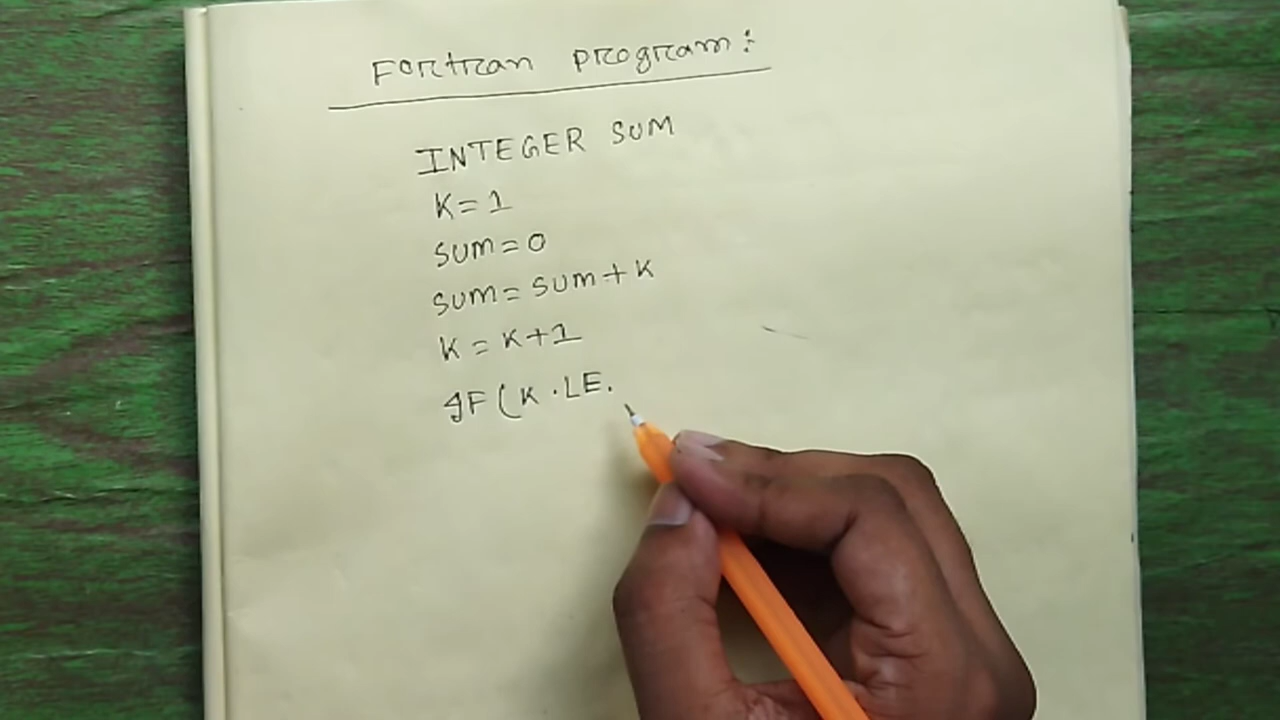 Fortran program:
INTEGER SUM
K=1
SUM=0
SUM=SUM+K
K=K+1
IF(K.LE.